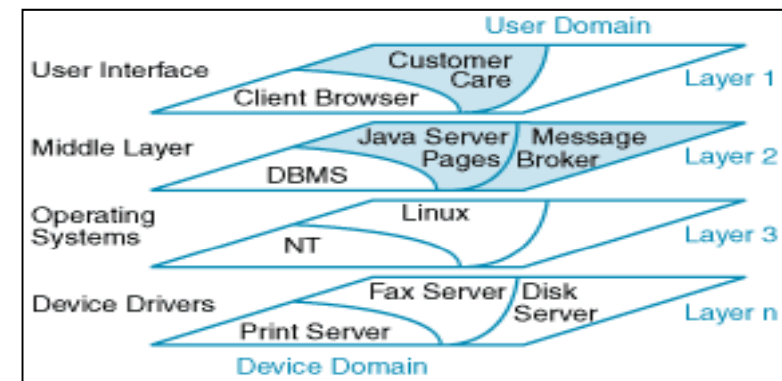 User Domain
User Interface
Customer
Care
Client Browser
Layer 1
Middle Layer
Java Server
Pages
Message
Broker
DBMS
Layer 2
Operating
Systems
Linux
NT
Layer 3
Device Drivers
Fax Server
Disk
Server
Print Server
Layer n
Device Domain